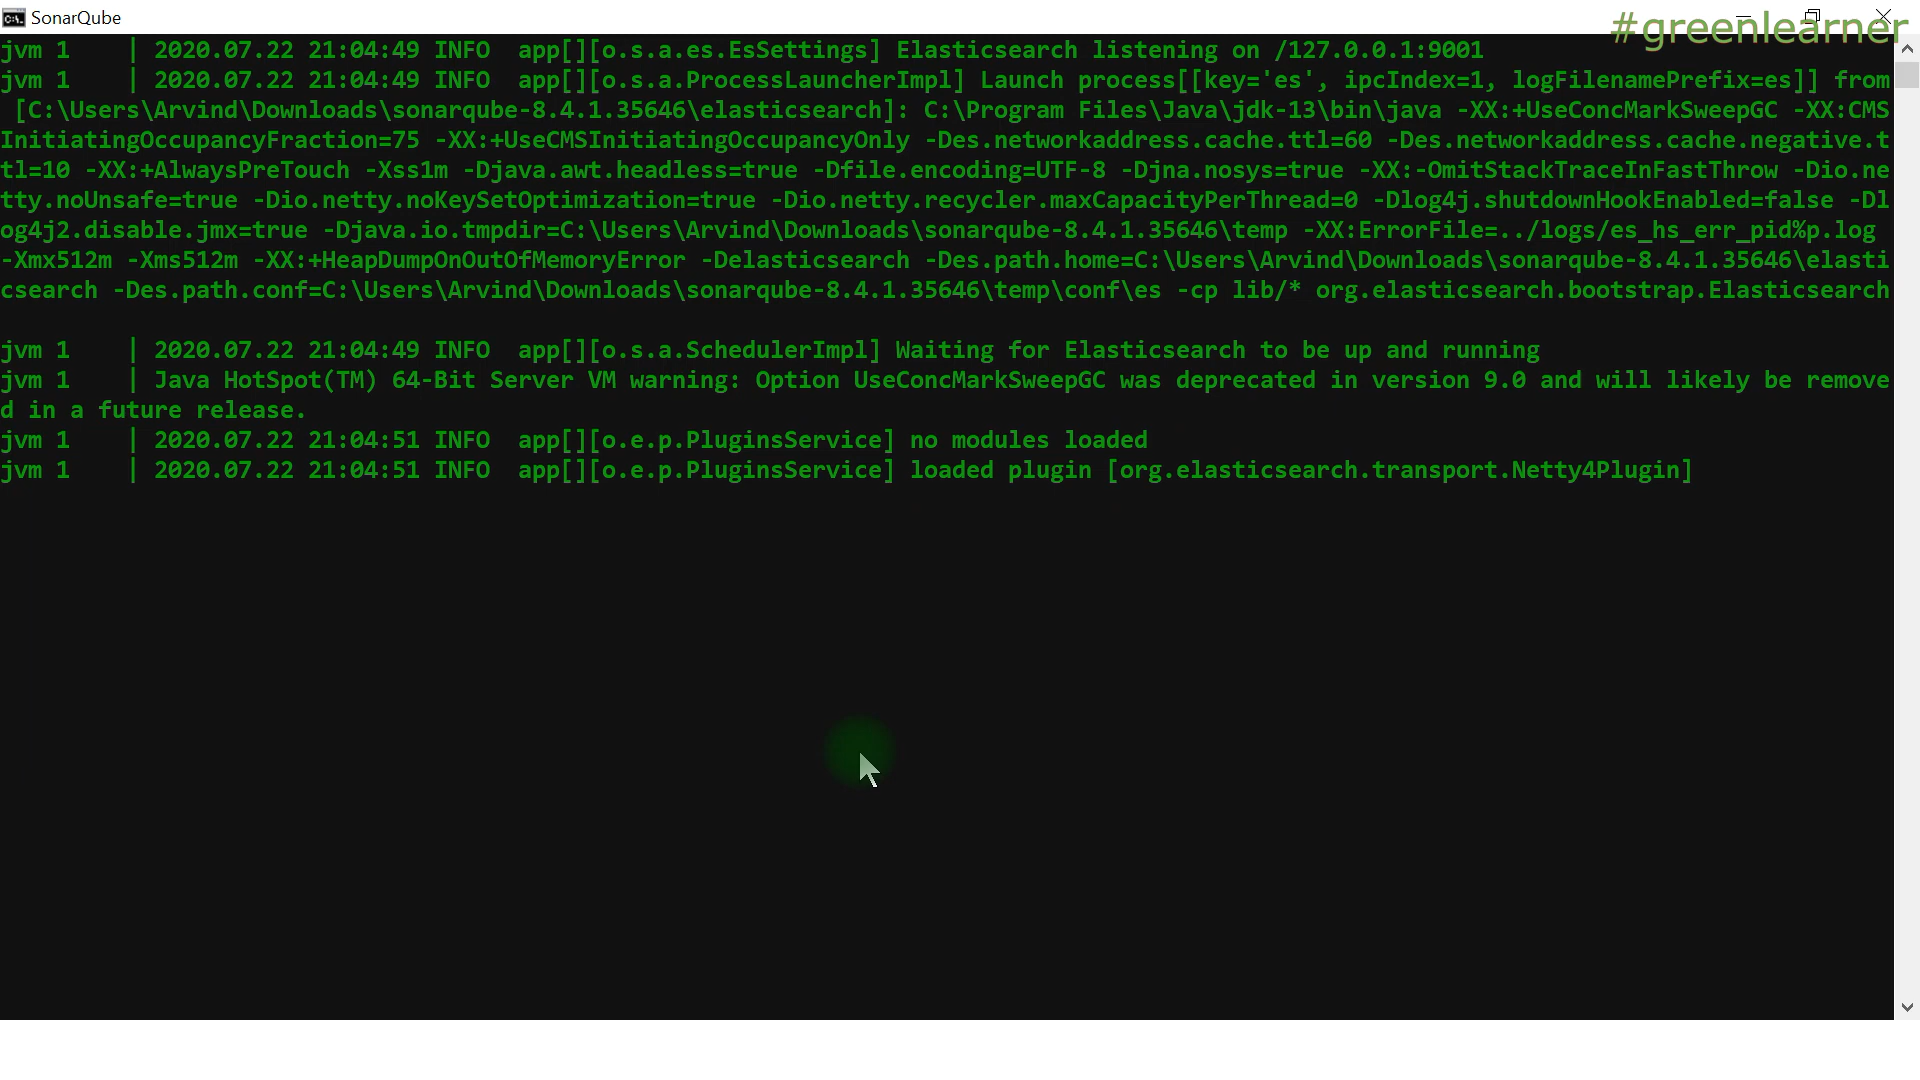 SonarQube
#greenlearner
jvm 1    | 2020.07.22 21:04:49 INFO  app[][o.s.a.es.EsSettings] Elasticsearch listening on /127.0.0.1:9001
jvm 1    | 2020.07.22 21:04:49 INFO  app[][o.s.a.ProcessLauncherImpl] Launch process[[key='es', ipcIndex=1, logFilenamePrefix=es]] from
 [C:\Users\Arvind\Downloads\sonarqube-8.4.1.35646\elasticsearch]: C:\Program Files\Java\jdk-13\bin\java -XX:+UseConcMarkSweepGC -XX:CMS
InitiatingOccupancyFraction=75 -XX:+UseCMSInitiatingOccupancyOnly -Des.networkaddress.cache.ttl=60 -Des.networkaddress.cache.negative.t
tl=10 -XX:+AlwaysPreTouch -Xss1m -Djava.awt.headless=true -Dfile.encoding=UTF-8 -Djna.nosys=true -XX:-OmitStackTraceInFastThrow -Dio.ne
tty.noUnsafe=true -Dio.netty.noKeySetOptimization=true -Dio.netty.recycler.maxCapacityPerThread=0 -Dlog4j.shutdownHookEnabled=false -Dl
og4j2.disable.jmx=true -Djava.io.tmpdir=C:\Users\Arvind\Downloads\sonarqube-8.4.1.35646\temp -XX:ErrorFile=../logs/es_hs_err_pid%p.log
-Xmx512m -Xms512m -XX:+HeapDumpOnOutOfMemoryError -Delasticsearch -Des.path.home=C:\Users\Arvind\Downloads\sonarqube-8.4.1.35646\elasti
csearch -Des.path.conf=C:\Users\Arvind\Downloads\sonarqube-8.4.1.35646\temp\conf\es -cp lib/* org.elasticsearch.bootstrap.Elasticsearch
jvm 1    | 2020.07.22 21:04:49 INFO  app[][o.s.a.SchedulerImpl] Waiting for Elasticsearch to be up and running
jvm 1    | Java HotSpot(TM) 64-Bit Server VM warning: Option UseConcMarkSweepGC was deprecated in version 9.0 and will likely be remove
d in a future release.
jvm 1    | 2020.07.22 21:04:51 INFO  app[][o.e.p.PluginsService] no modules loaded
jvm 1    | 2020.07.22 21:04:51 INFO  app[][o.e.p.PluginsService] loaded plugin [org.elasticsearch.transport.Netty4Plugin]